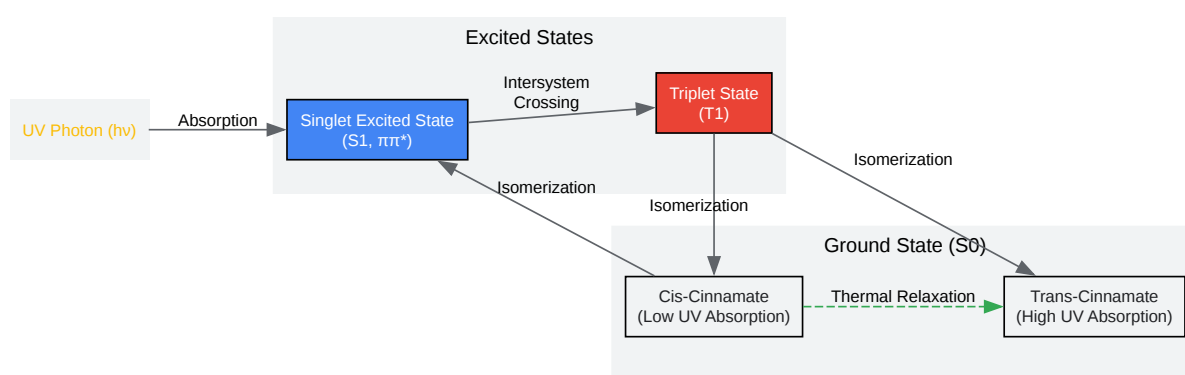 Excited States
UV Photon (hν)
Absorption
Singlet Excited State
(S1, ππ*)
Intersystem
Crossing
Triplet State
(T1)
Isomerization
Isomerization
Isomerization
Ground State (S0)
Cis-Cinnamate
(Low UV Absorption)
Thermal Relaxation
Trans-Cinnamate
(High UV Absorption)